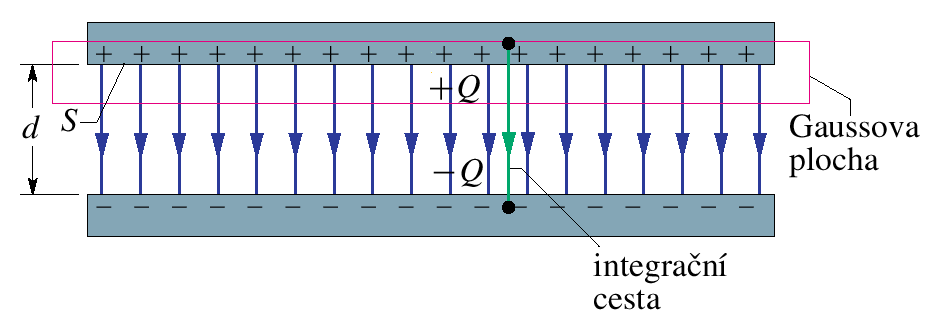 + + + + + + + + + + + + + + + + + +
+Q
d
S
Gaussova
plocha
−Q
− − − − − − − − − − − − − − − − − −
integrační
cesta